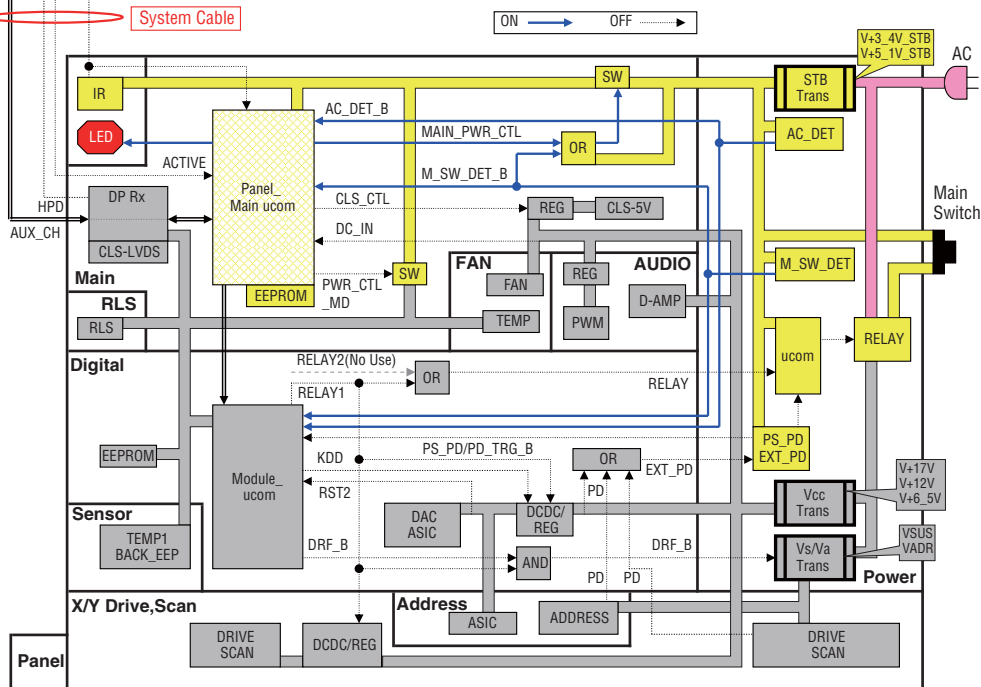 System Cable
ON
OFF
V+3_4V_STB
V+5_1V_STB
AC
IR
SW
STB
Trans
LED
AC_DET_B
MAIN_PWR_CTL
OR
AC_DET
ACTIVE
M_SW_DET_B
Panel_
Main ucom
DP Rx
HPD
AUX_CH
CLS-LVDS
CLS_CTL
REG
CLS-5V
Main
Switch
DC_IN
Main
SW
FAN
REG
AUDIO
M_SW_DET
EEPROM
PWR_CTL
_MD
FAN
D-AMP
RLS
RLS
TEMP
PWM
ucom
RELAY
Digital
RELAY2(No Use)
OR
RELAY
RELAY1
PS_PD
EXT_PD
EEPROM
Module_
ucom
KDD
PS_PD/PD_TRG_B
OR
EXT_PD
RST2
PD
V+17V
V+12V
V+6_5V
Vcc
Trans
Sensor
DAC
ASIC
DCDC/
REG
TEMP1
BACK_EEP
DRF_B
AND
DRF_B
VSUS
VADR
Vs/Va
Trans
PD
PD
Power
X/Y Drive,Scan
Address
ASIC
ADDRESS
DRIVE
SCAN
DCDC/REG
DRIVE
SCAN
Panel